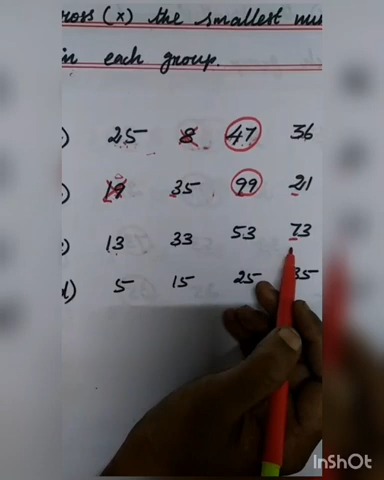 ross (x) the smallest nu
in each group.
) 25 8 47 36
) 19 35 99 21
) 13 33 53 73
d) 5 15 25 35
InShOt